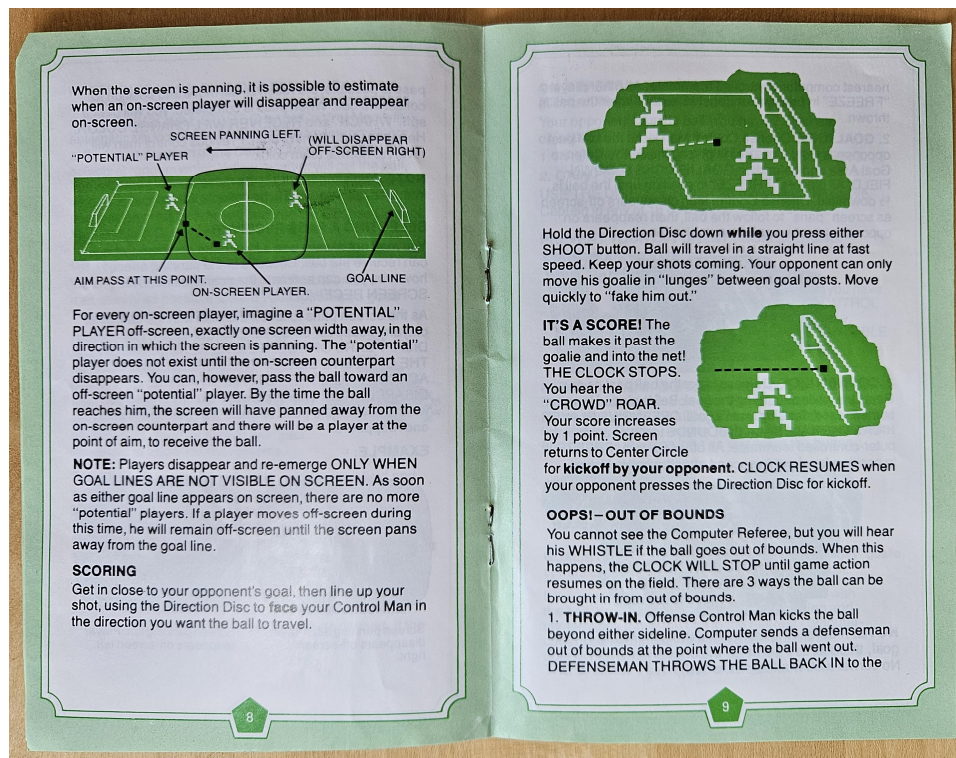 When the screen is panning, it is possible to estimate
when an on-screen player will disappear and reappear
on-screen.
SCREEN PANNING LEFT.
(WILL DISAPPEAR
OFF-SCREEN RIGHT)
"POTENTIAL" PLAYER
AIM PASS AT THIS POINT.
GOAL LINE
ON-SCREEN PLAYER.
For every on-screen player, imagine a "POTENTIAL"
PLAYER off-screen, exactly one screen width away, in the
direction in which the screen is panning. The "potential"
player does not exist until the on-screen counterpart
disappears. You can, however, pass the ball toward an
off-screen "potential" player. By the time the ball
reaches him, the screen will have panned away from the
on-screen counterpart and there will be a player at the
point of aim, to receive the ball.
NOTE: Players disappear and re-emerge ONLY WHEN
GOAL LINES ARE NOT VISIBLE ON SCREEN. As soon
as either goal line appears on screen, there are no more
"potential" players. If a player moves off-screen during
this time, he will remain off-screen until the screen pans
away from the goal line.
SCORING
Get in close to your opponent's goal, then line up your
shot, using the Direction Disc to face your Control Man in
the direction you want the ball to travel.
8
Hold the Direction Disc down while you press either
SHOOT button. Ball will travel in a straight line at fast
speed. Keep your shots coming. Your opponent can only
move his goalie in "lunges" between goal posts. Move
quickly to "fake him out."
IT'S A SCORE! The
ball makes it past the
goalie and into the net!
THE CLOCK STOPS.
You hear the
"CROWD" ROAR.
Your score increases
by 1 point. Screen
returns to Center Circle
for kickoff by your opponent. CLOCK RESUMES when
your opponent presses the Direction Disc for kickoff.
OOPS!—OUT OF BOUNDS
You cannot see the Computer Referee, but you will hear
his WHISTLE if the ball goes out of bounds. When this
happens, the CLOCK WILL STOP until game action
resumes on the field. There are 3 ways the ball can be
brought in from out of bounds.
1. THROW-IN. Offense Control Man kicks the ball
beyond either sideline. Computer sends a defenseman
out of bounds at the point where the ball went out.
DEFENSEMAN THROWS THE BALL BACK IN to the
9